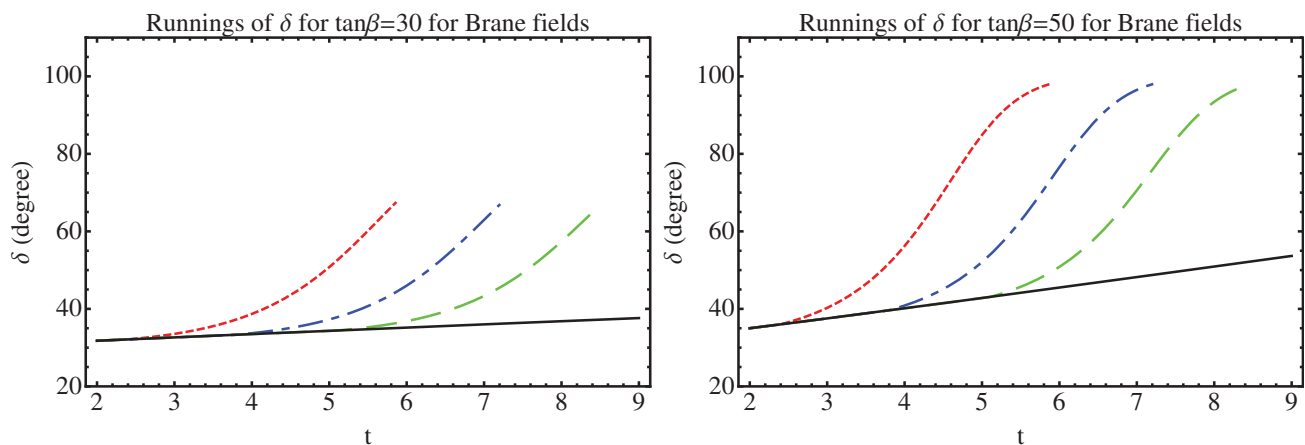 Runnings of δ for tanβ=30 for Brane fields
100
80
60
40
20
δ (degree)
2 3 4 5 6 7 8 9
t
Runnings of δ for tanβ=50 for Brane fields
100
80
60
40
20
δ (degree)
2 3 4 5 6 7 8 9
t